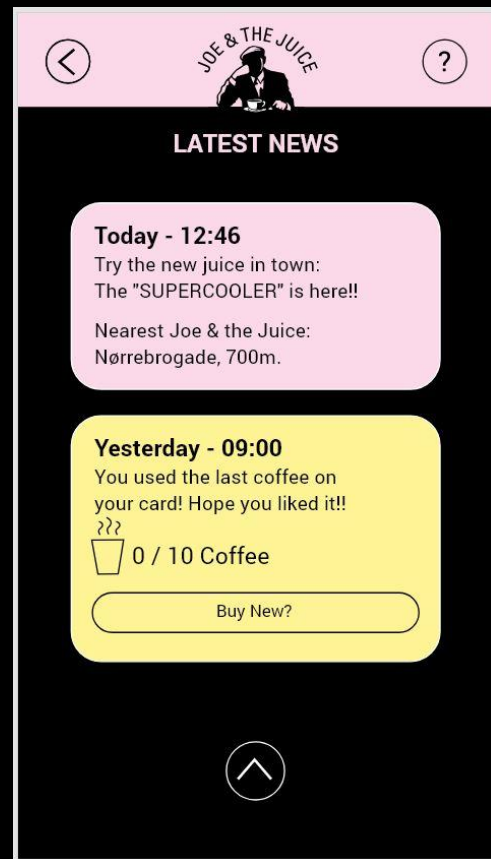 JOE & THE JUICE
?
LATEST NEWS
Today - 12:46
Try the new juice in town:
The "SUPERCOOLER" is here!!
Nearest Joe & the Juice:
Nørrebrogade, 700m.
Yesterday - 09:00
You used the last coffee on
your card! Hope you liked it!!
0 / 10 Coffee
Buy New?